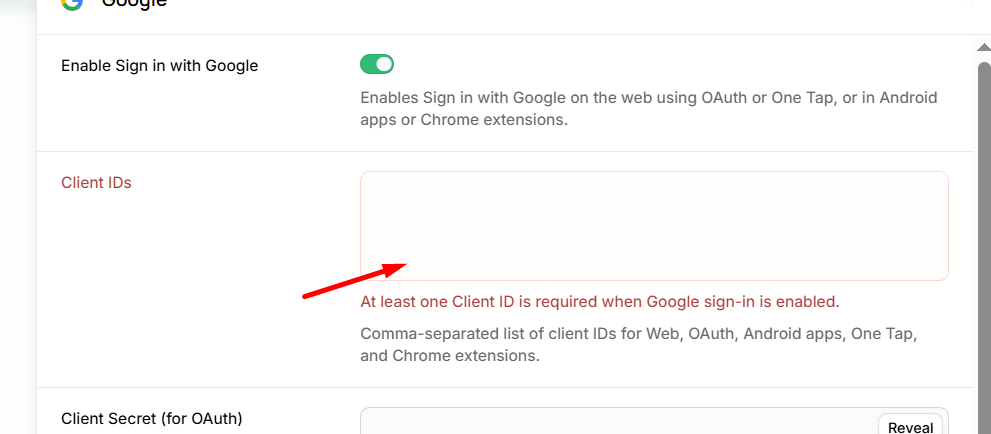 Google
Enable Sign in with Google
Enables Sign in with Google on the web using OAuth or One Tap, or in Android
apps or Chrome extensions.
Client IDs
At least one Client ID is required when Google sign-in is enabled.
Comma-separated list of client IDs for Web, OAuth, Android apps, One Tap,
and Chrome extensions.
Client Secret (for OAuth)
Reveal